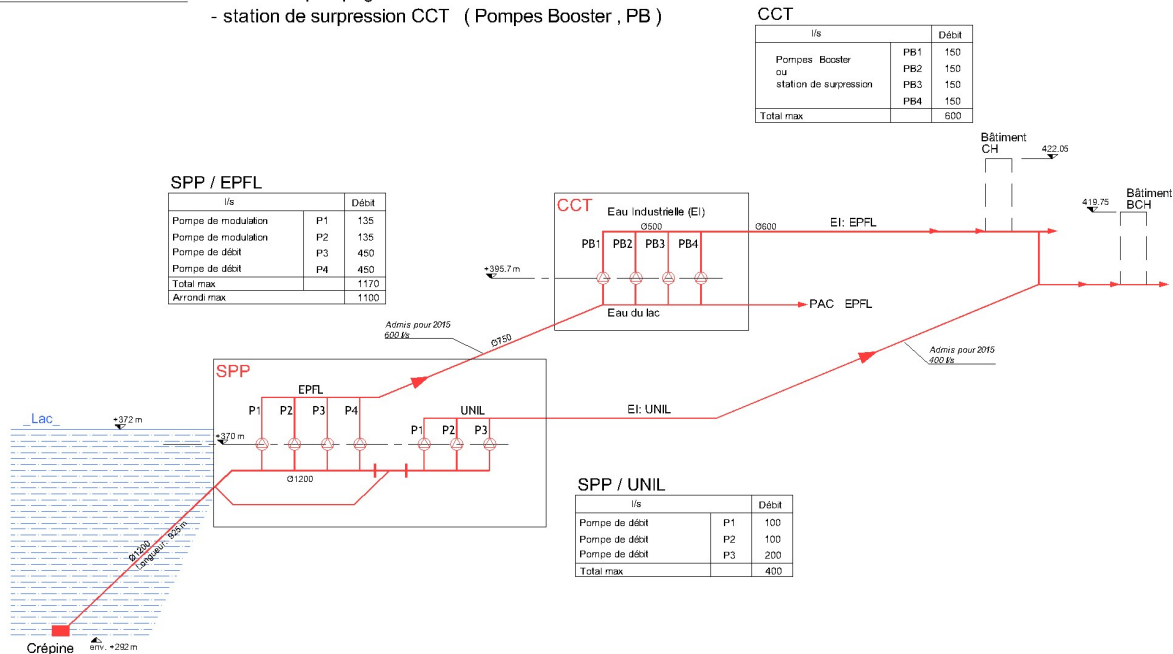 - station de surpression CCT ( Pompes Booster , PB )
CCT
l/s Débit
Pompes Booster
ou
station de surpression
PB1 150
PB2 150
PB3 150
PB4 150
Total max 600
Bâtiment
CH
422.05
Bâtiment
BCH
419.75
SPP / EPFL
l/s Débit
Pompe de modulation P1 135
Pompe de modulation P2 135
Pompe de débit P3 450
Pompe de débit P4 450
Total max 1170
Arrondi max 1100
CCT
Eau Industrielle (EI)
Ø500
Ø600
EI: EPFL
PB1 PB2 PB3 PB4
+395.7 m
Eau du lac
PAC EPFL
Admis pour 2015
600 l/s
Ø750
Admis pour 2015
400 l/s
SPP
EPFL
P1 P2 P3 P4
UNIL
P1 P2 P3
EI: UNIL
_Lac_
+372 m
+370 m
Ø1200
Ø1200
Longueur: 825m
SPP / UNIL
l/s Débit
Pompe de débit P1 100
Pompe de débit P2 100
Pompe de débit P3 200
Total max 400
Crépine
env. +292 m